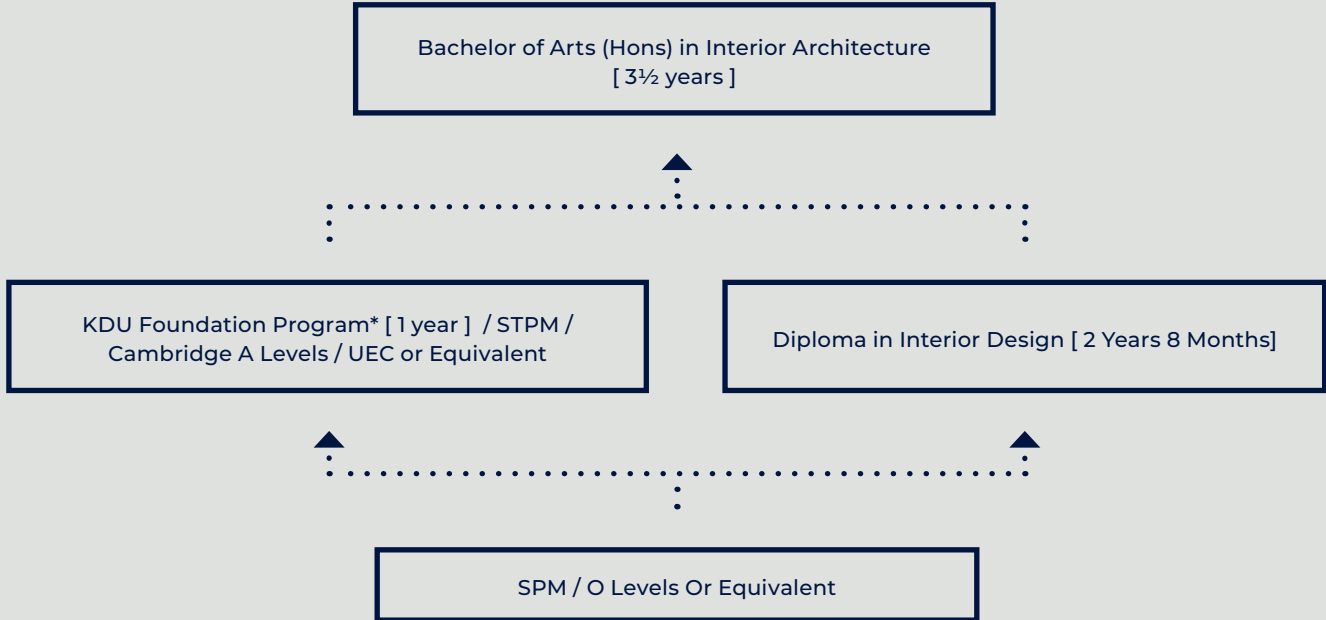 Bachelor of Arts (Hons) in Interior Architecture
[ 3½ years ]
KDU Foundation Program* [ 1 year ] / STPM /
Cambridge A Levels / UEC or Equivalent
Diploma in Interior Design [ 2 Years 8 Months]
SPM / O Levels Or Equivalent